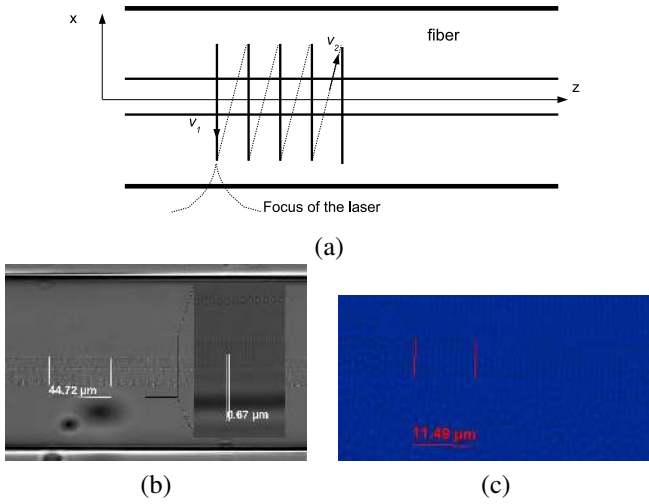 x
fiber
v2
z
v1
Focus of the laser
(a)
44.72 µm
0.67 µm
11.49 µm
(b)
(c)